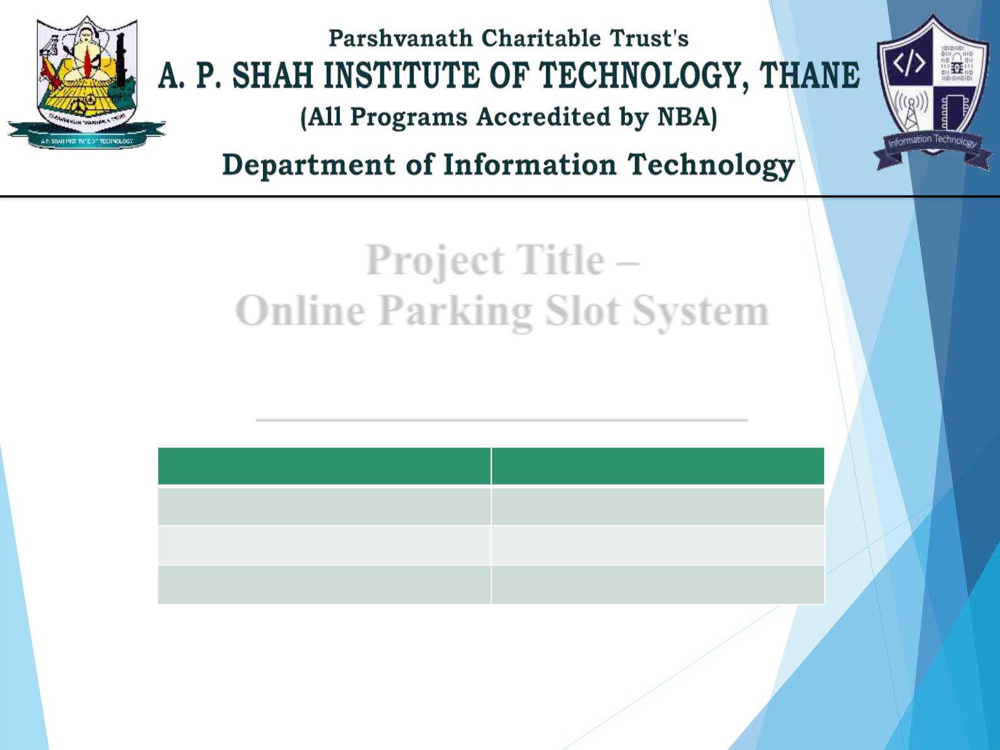 Parshvanath Charitable Trust's
A. P. SHAH INSTITUTE OF TECHNOLOGY, THANE
(All Programs Accredited by NBA)
Department of Information Technology
A P. SHAH INSTITUTE OF TECHNOLOGY
</>
Information Technology
Project Title –
Online Parking Slot System